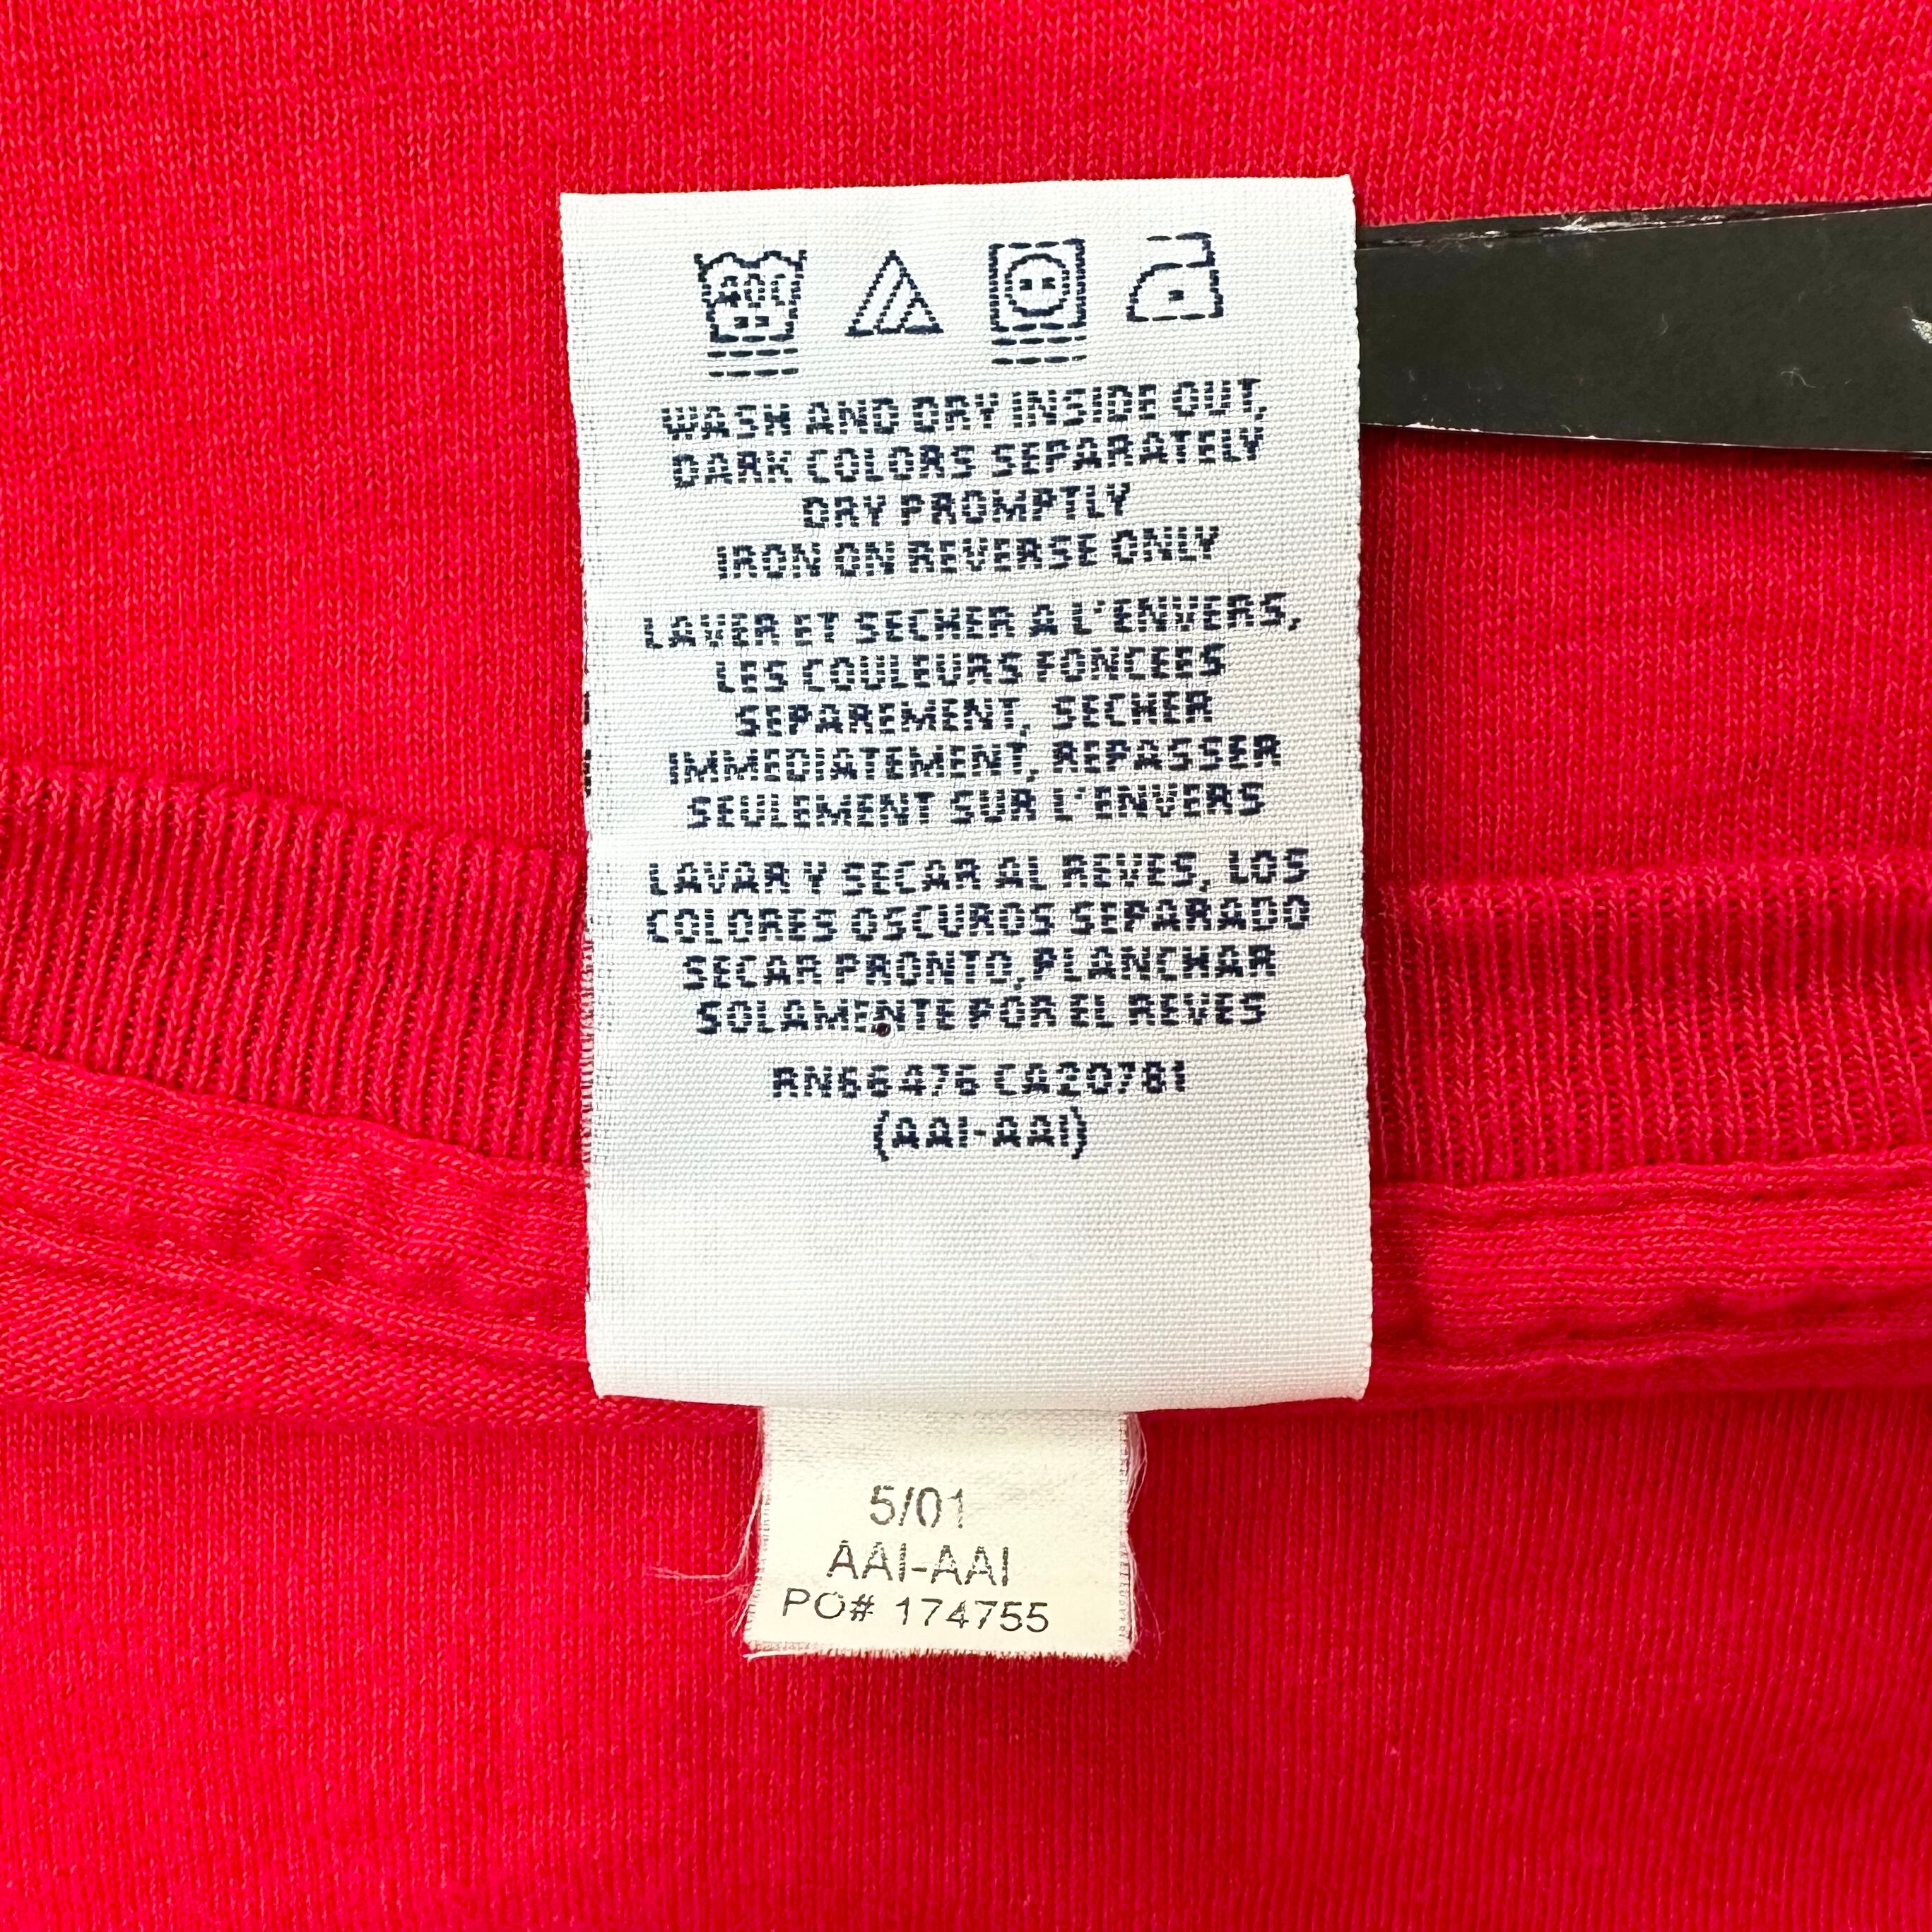 40C
WASH AND DRY INSIDE OUT,
DARK COLORS SEPARATELY
DRY PROMPTLY
IRON ON REVERSE ONLY
LAVER ET SECHER A L'ENVERS,
LES COULEURS FONCEES
SEPAREMENT, SECHER
IMMEDIATEMENT, REPASSER
SEULEMENT SUR L'ENVERS
LAVAR Y SECAR AL REVES, LOS
COLORES OSCUROS SEPARADO
SECAR PRONTO, PLANCHAR
SOLAMENTE POR EL REVES
RN66476 CA20781
(AAI-AAI)
5/01
AAI-AAI
PO# 174755